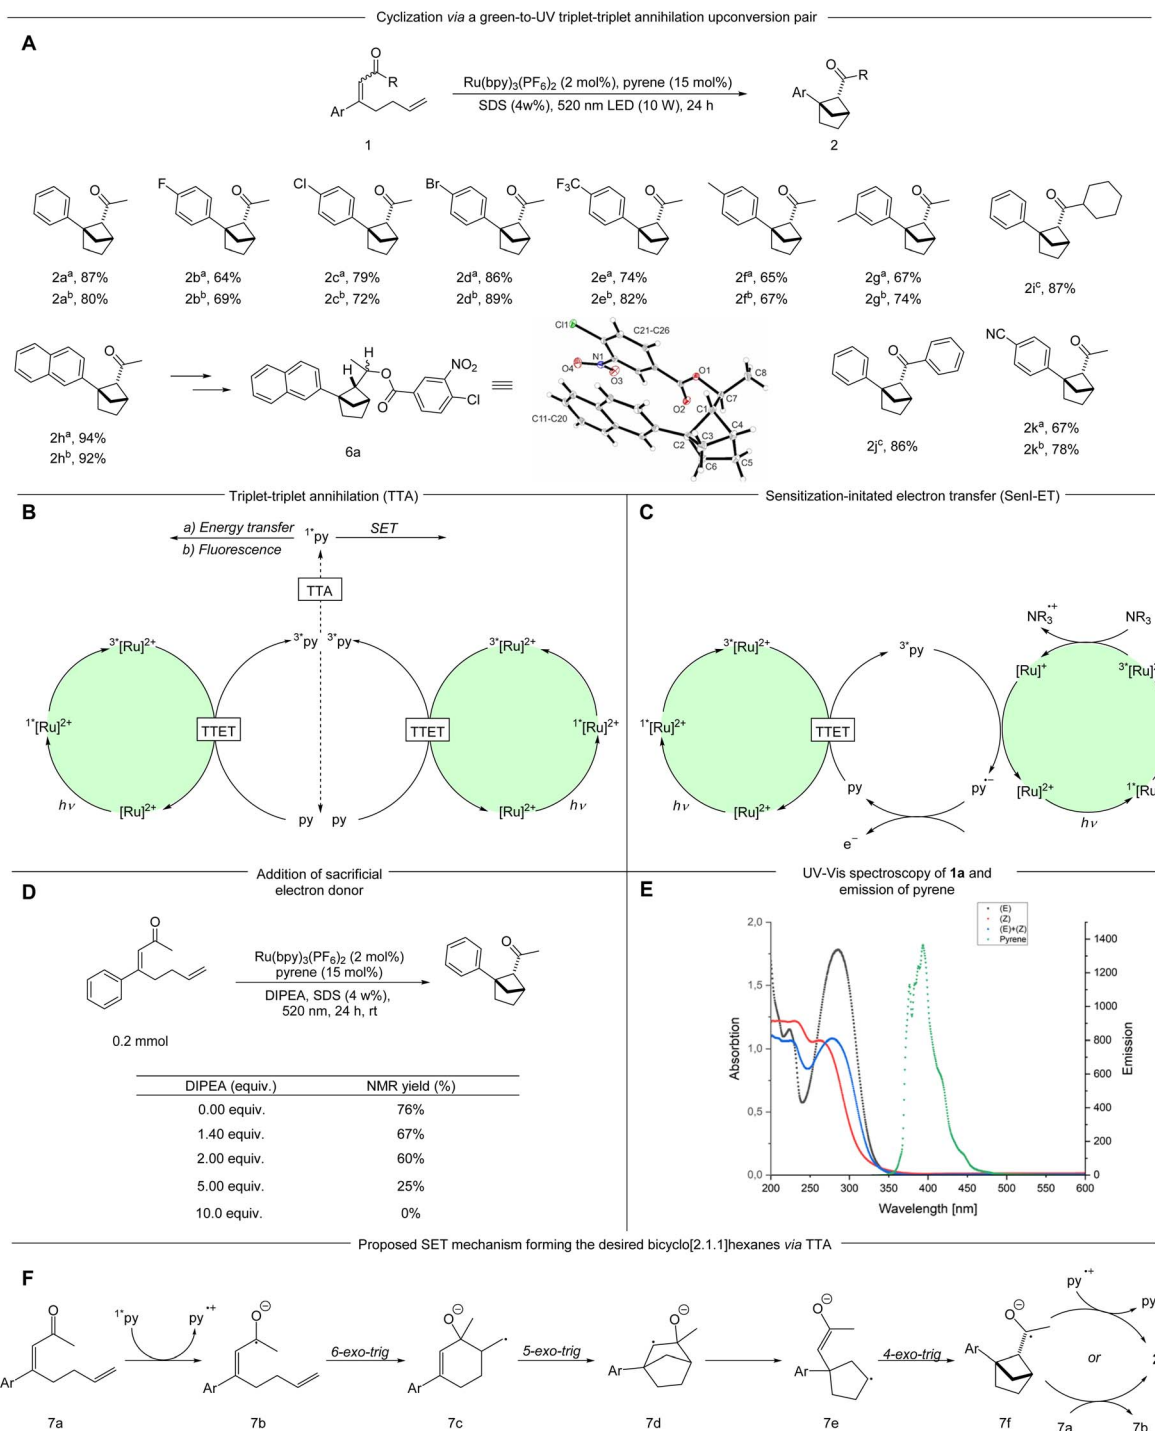 Cyclization via a green-to-UV triplet-triplet annihilation upconversion pair
A
O
R
Ar
1
Ru(bpy)3(PF6)2 (2 mol%), pyrene (15 mol%)
SDS (4w%), 520 nm LED (10 W), 24 h
O
R
Ar
2
O
F
O
Cl
O
Br
O
F3C
O
O
O
O
2aᵃ, 87%
2aᵇ, 80%
2bᵃ, 64%
2bᵇ, 69%
2cᵃ, 79%
2cᵇ, 72%
2dᵃ, 86%
2dᵇ, 89%
2eᵃ, 74%
2eᵇ, 82%
2fᵃ, 65%
2fᵇ, 67%
2gᵃ, 67%
2gᵇ, 74%
2iᶜ, 87%
O
2hᵃ, 94%
2hᵇ, 92%
H
H
O
O
NO2
Cl
6a
Cl1
C21-C26
N1
O4
O3
O1
C8
O2
C7
C11-C20
C1
C4
C2
C3
C6
C5
O
2jᶜ, 86%
NC
O
2kᵃ, 67%
2kᵇ, 78%
Triplet-triplet annihilation (TTA)
B
a) Energy transfer
b) Fluorescence
¹*py
SET
TTA
³*[Ru]²⁺
³*py ³*py
³*[Ru]²⁺
¹*[Ru]²⁺
TTET
TTET
¹*[Ru]²⁺
hν
[Ru]²⁺
py py
[Ru]²⁺
hν
Sensitization-initated electron transfer (SenI-ET)
C
NR3•⁺
NR3
³*[Ru]²⁺
³*py
[Ru]⁺
¹*[Ru]²⁺
TTET
hν
[Ru]²⁺
py
py•⁻
[Ru]²⁺
hν
e⁻
Addition of sacrificial
electron donor
D
O
0.2 mmol
Ru(bpy)3(PF6)2 (2 mol%)
pyrene (15 mol%)
DIPEA, SDS (4 w%),
520 nm, 24 h, rt
O
DIPEA (equiv.) NMR yield (%)
0.00 equiv. 76%
1.40 equiv. 67%
2.00 equiv. 60%
5.00 equiv. 25%
10.0 equiv. 0%
UV-Vis spectroscopy of 1a and
emission of pyrene
E
(E)
(Z)
(E)+(Z)
Pyrene
2,0
1,5
1,0
0,5
0,0
Absorbtion
1400
1200
1000
800
600
400
200
0
Emission
200 250 300 350 400 450 500 550 600
Wavelength [nm]
Proposed SET mechanism forming the desired bicyclo[2.1.1]hexanes via TTA
F
O
Ar
7a
¹*py
py•⁺
O⊖
Ar
7b
6-exo-trig
O⊖
Ar
7c
5-exo-trig
O⊖
Ar
7d
O⊖
Ar
7e
4-exo-trig
O⊖
Ar
7f
py•⁺
py
or
2
7a
7b